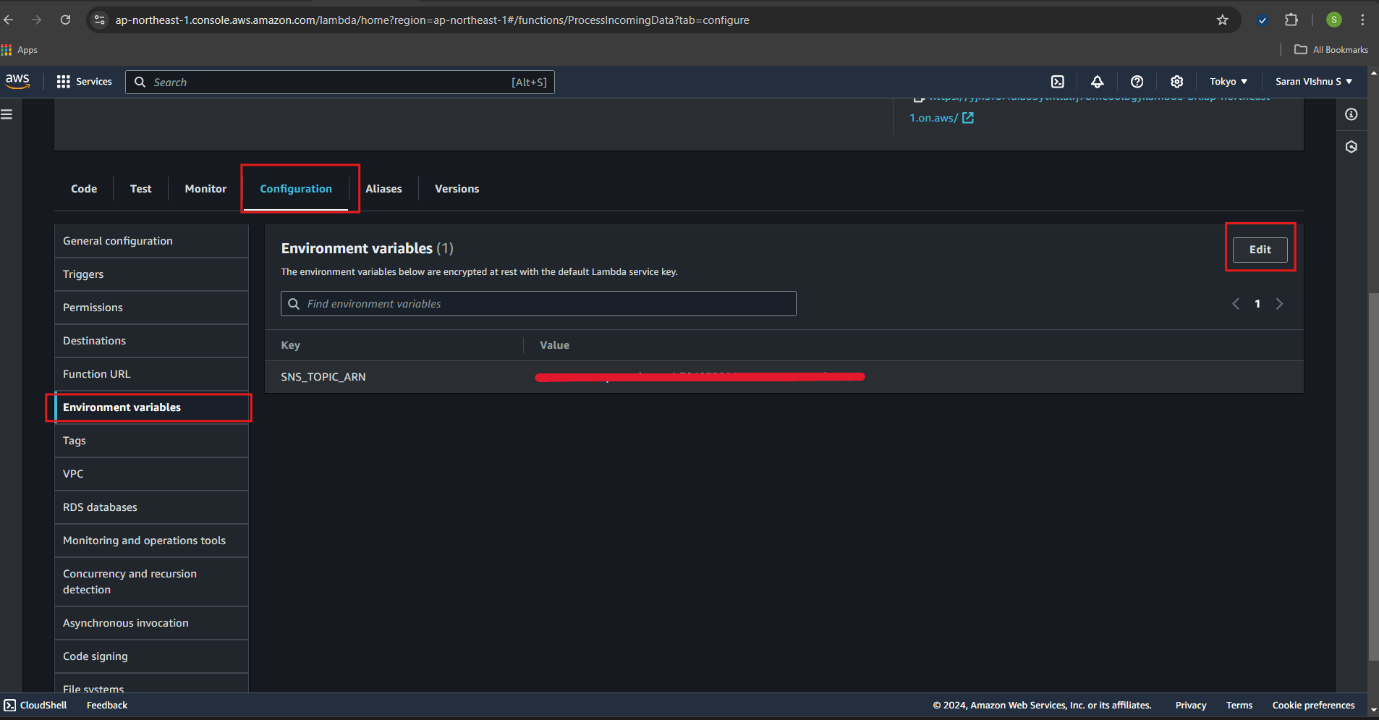 ap-northeast-1.console.aws.amazon.com/lambda/home?region=ap-northeast-1#/functions/ProcessIncomingData?tab=configure
S
Apps
All Bookmarks
aws
Services
Search
[Alt+S]
Tokyo
Saran VIshnu S
1.on.aws/
Code
Test
Monitor
Configuration
Aliases
Versions
General configuration
Triggers
Permissions
Destinations
Function URL
Environment variables
Tags
VPC
RDS databases
Monitoring and operations tools
Concurrency and recursion
detection
Asynchronous invocation
Code signing
File systems
Environment variables (1)
Edit
The environment variables below are encrypted at rest with the default Lambda service key.
Find environment variables
1
Key
Value
SNS_TOPIC_ARN
CloudShell
Feedback
© 2024, Amazon Web Services, Inc. or its affiliates.
Privacy
Terms
Cookie preferences